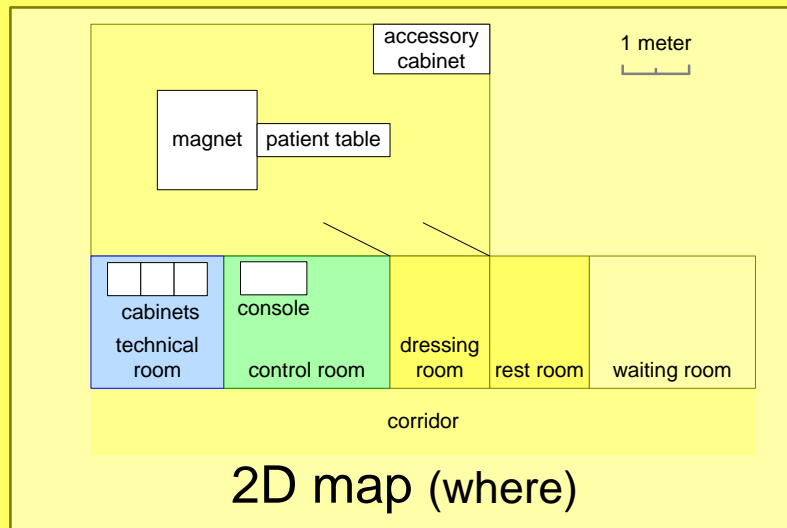 accessory
cabinet
1 meter
magnet
patient table
cabinets
console
technical
room
control room
dressing
room
rest room
waiting room
corridor
2D map (where)